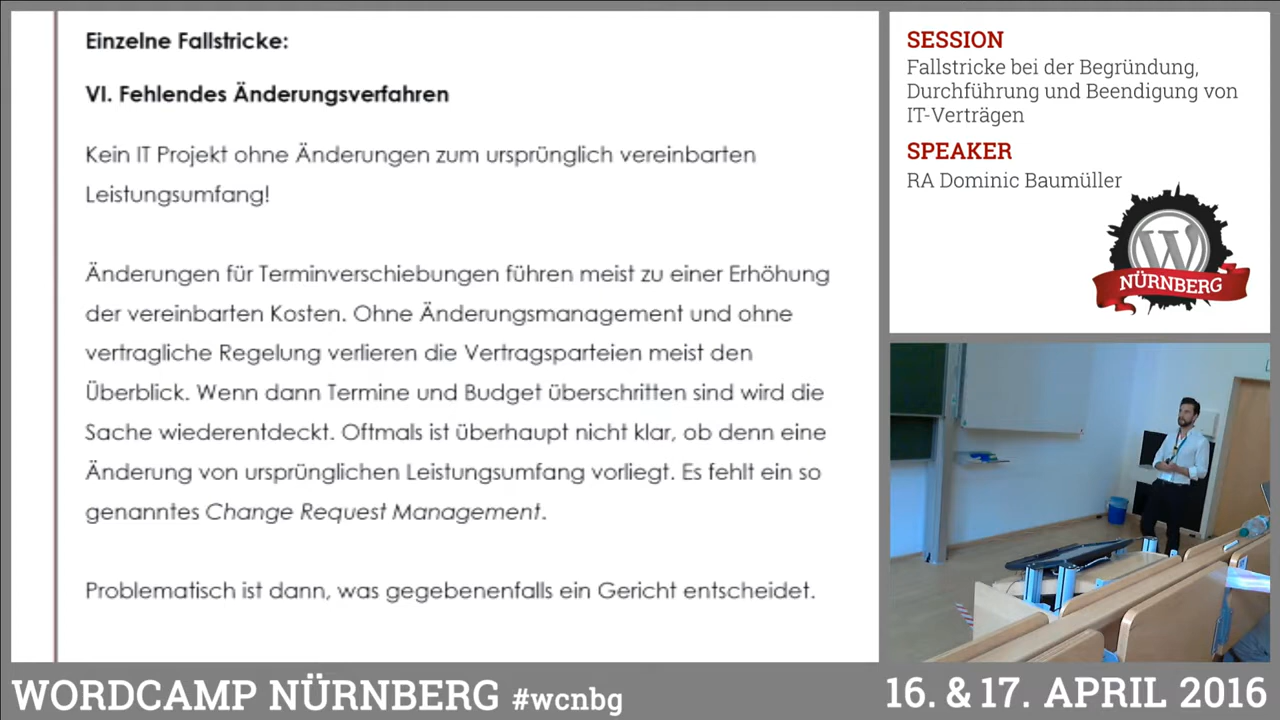 Einzelne Fallstricke:
VI. Fehlendes Änderungsverfahren
Kein IT Projekt ohne Änderungen zum ursprünglich vereinbarten
Leistungsumfang!
Änderungen für Terminverschiebungen führen meist zu einer Erhöhung
der vereinbarten Kosten. Ohne Änderungsmanagement und ohne
vertragliche Regelung verlieren die Vertragsparteien meist den
Überblick. Wenn dann Termine und Budget überschritten sind wird die
Sache wiederentdeckt. Oftmals ist überhaupt nicht klar, ob denn eine
Änderung von ursprünglichen Leistungsumfang vorliegt. Es fehlt ein so
genanntes Change Request Management.
Problematisch ist dann, was gegebenenfalls ein Gericht entscheidet.
SESSION
Fallstricke bei der Begründung,
Durchführung und Beendigung von
IT-Verträgen
SPEAKER
RA Dominic Baumüller
W
NÜRNBERG
WORDCAMP NÜRNBERG #wcnbg
16. & 17. APRIL 2016